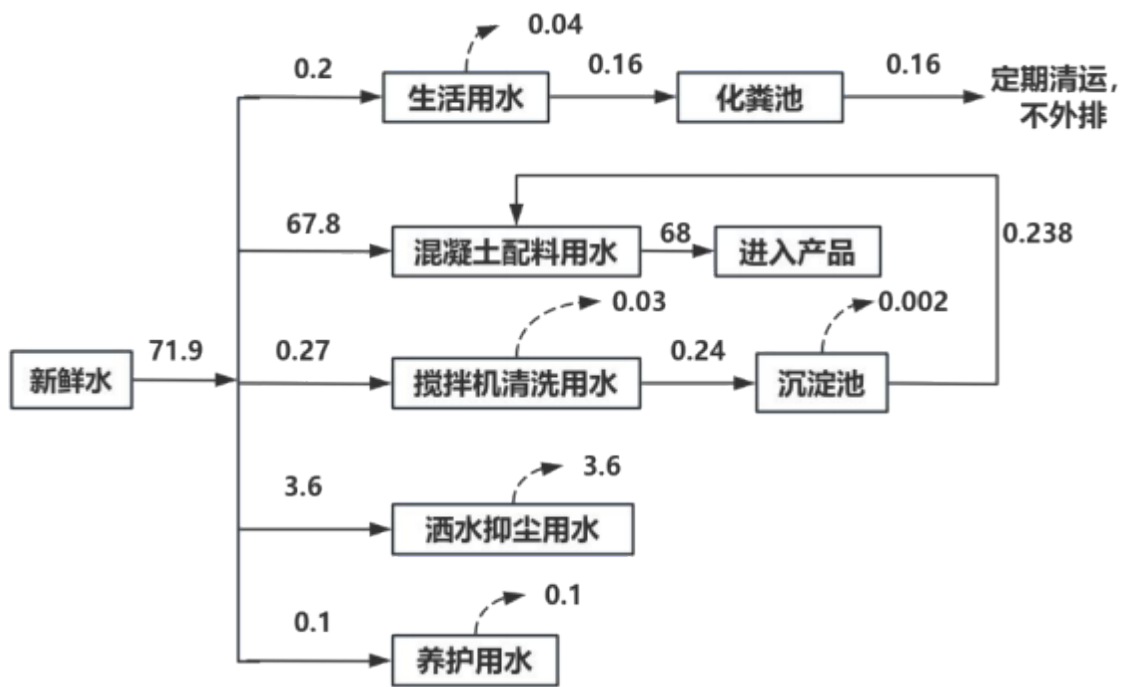 0.04
0.2
生活用水
0.16
化粪池
0.16
定期清运,
不外排
67.8
混凝土配料用水
68
进入产品
0.238
新鲜水
71.9
0.27
搅拌机清洗用水
0.03
0.24
沉淀池
0.002
3.6
洒水抑尘用水
3.6
0.1
养护用水
0.1